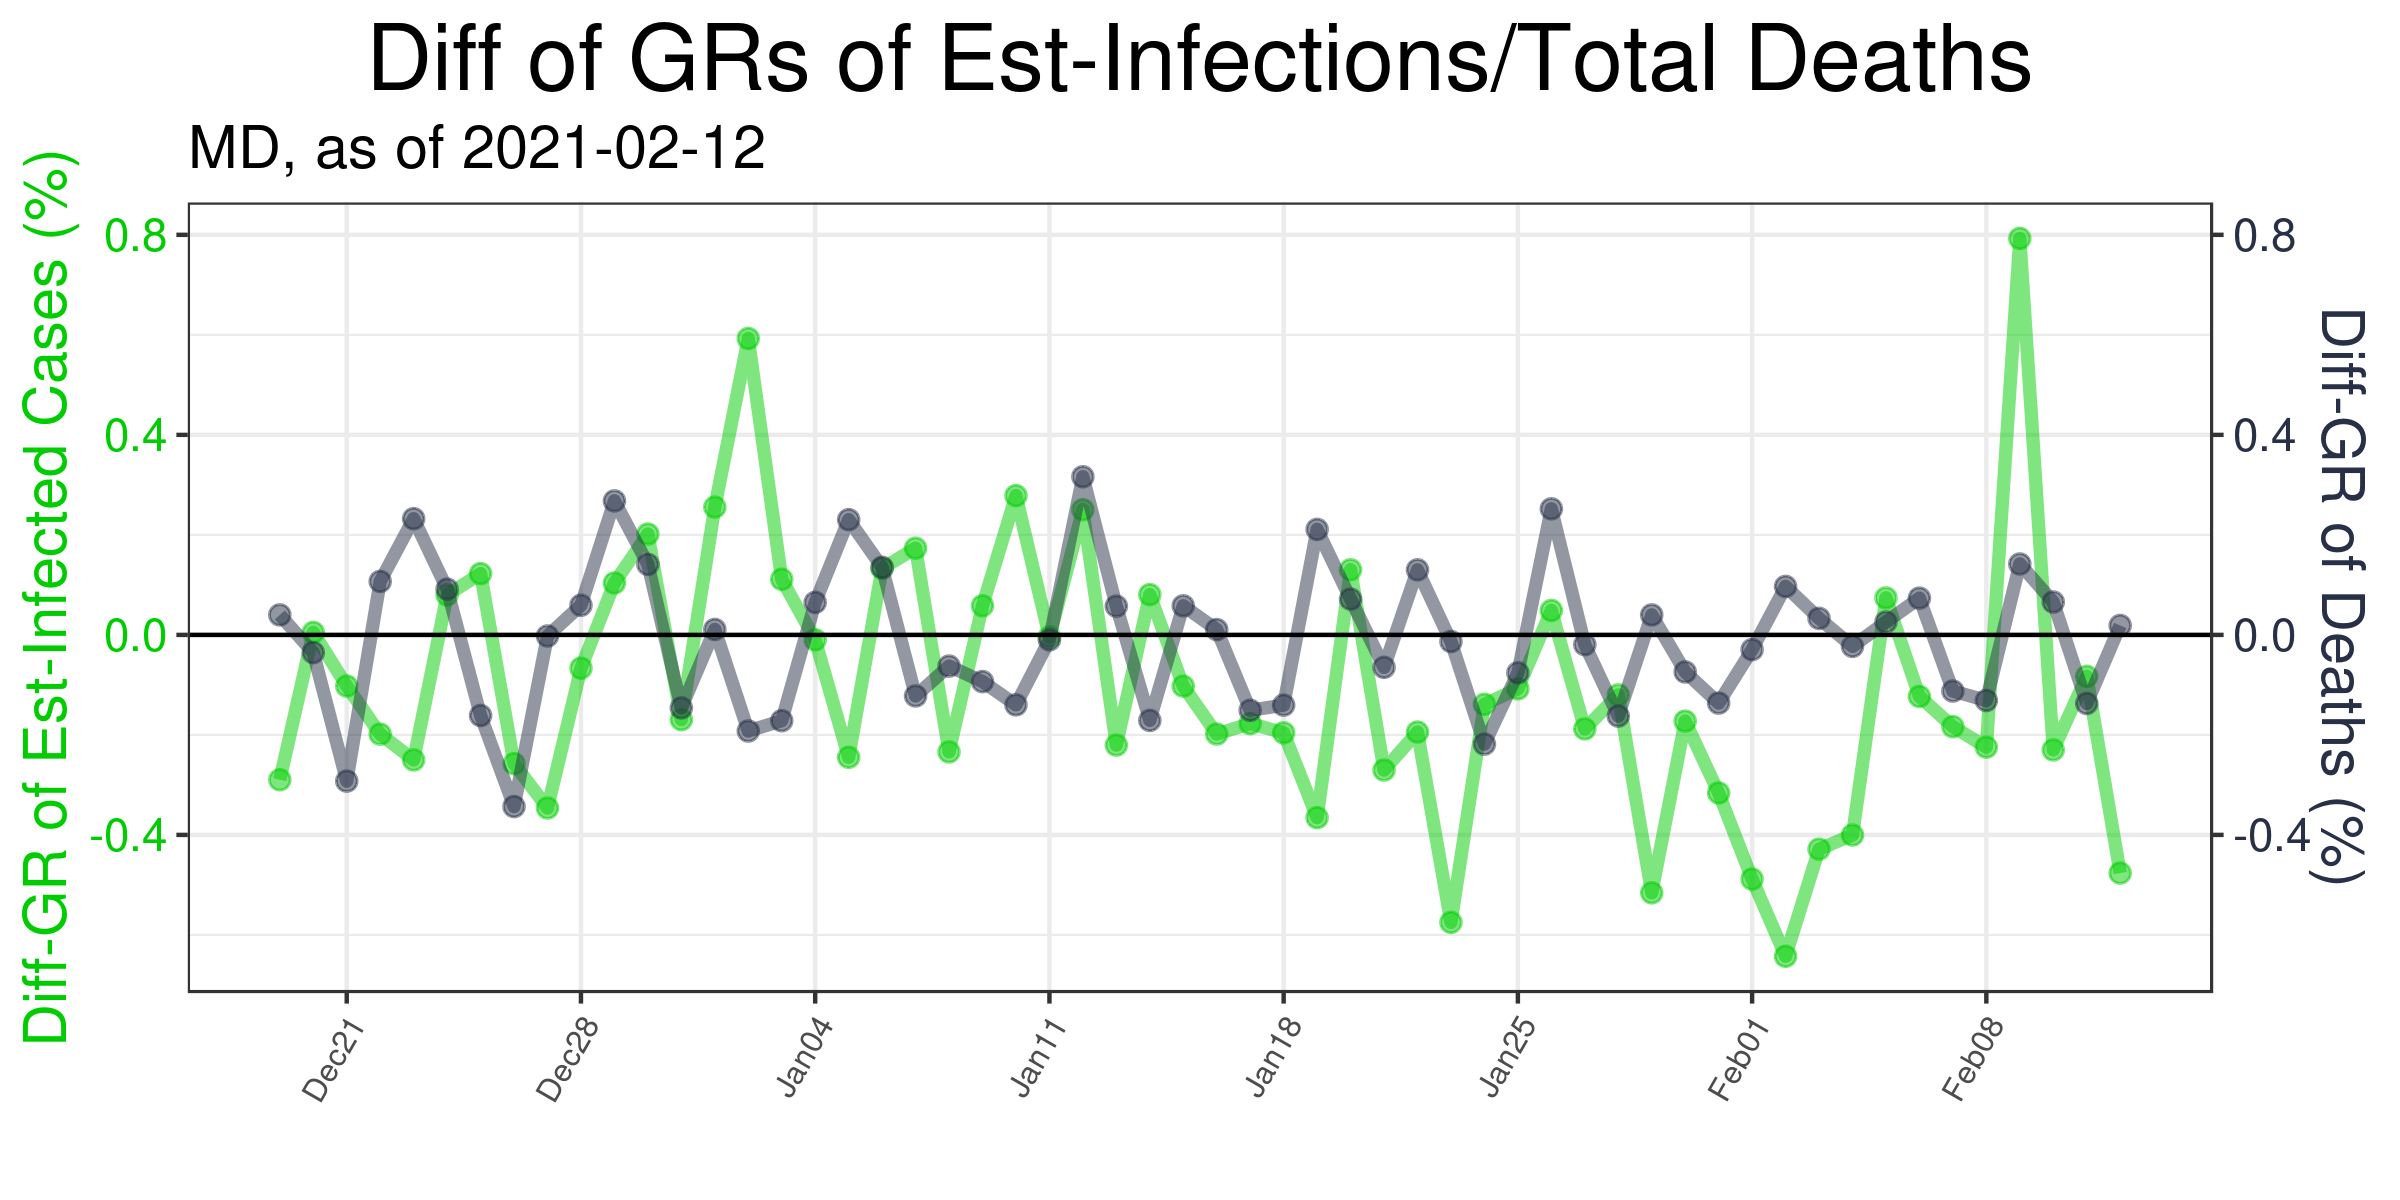 Diff of GRs of Est-Infections/Total Deaths
MD, as of 2021-02-12
Diff-GR of Est-Infected Cases (%)
0.8
0.4
0.0
-0.4
0.8
0.4
0.0
-0.4
Diff-GR of Deaths (%)
Dec21
Dec28
Jan04
Jan11
Jan18
Jan25
Feb01
Feb08